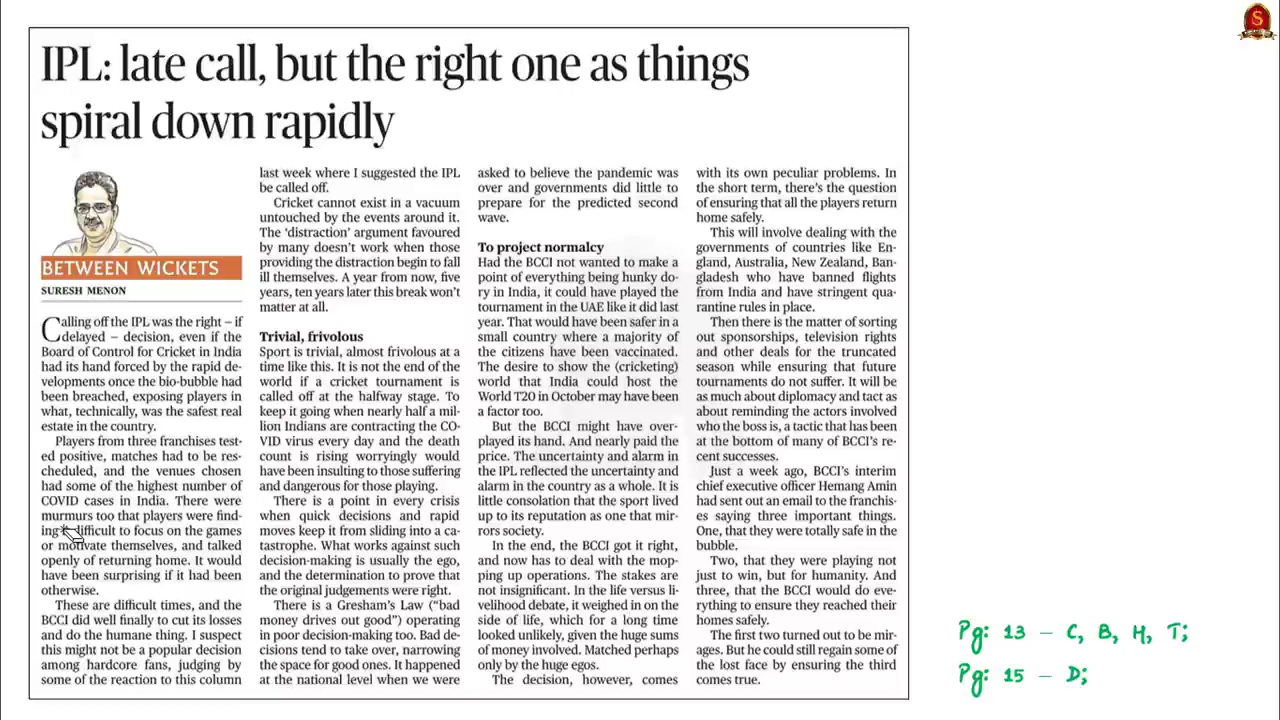 IPL: late call, but the right one as things
spiral down rapidly
BETWEEN WICKETS
SURESH MENON
Calling off the IPL was the right – if
delayed – decision, even if the
Board of Control for Cricket in India
had its hand forced by the rapid de-
velopments once the bio-bubble had
been breached, exposing players in
what, technically, was the safest real
estate in the country.
Players from three franchises test-
ed positive, matches had to be res-
cheduled, and the venues chosen
had some of the highest number of
COVID cases in India. There were
murmurs too that players were find-
ing it difficult to focus on the games
or motivate themselves, and talked
openly of returning home. It would
have been surprising if it had been
otherwise.
These are difficult times, and the
BCCI did well finally to cut its losses
and do the humane thing. I suspect
this might not be a popular decision
among hardcore fans, judging by
some of the reaction to this column
last week where I suggested the IPL
be called off.
Cricket cannot exist in a vacuum
untouched by the events around it.
The ‘distraction’ argument favoured
by many doesn’t work when those
providing the distraction begin to fall
ill themselves. A year from now, five
years, ten years later this break won’t
matter at all.
Trivial, frivolous
Sport is trivial, almost frivolous at a
time like this. It is not the end of the
world if a cricket tournament is
called off at the halfway stage. To
keep it going when nearly half a mil-
lion Indians are contracting the CO-
VID virus every day and the death
count is rising worryingly would
have been insulting to those suffering
and dangerous for those playing.
There is a point in every crisis
when quick decisions and rapid
moves keep it from sliding into a ca-
tastrophe. What works against such
decision-making is usually the ego,
and the determination to prove that
the original judgements were right.
There is a Gresham’s Law (“bad
money drives out good”) operating
in poor decision-making too. Bad de-
cisions tend to take over, narrowing
the space for good ones. It happened
at the national level when we were
asked to believe the pandemic was
over and governments did little to
prepare for the predicted second
wave.
To project normalcy
Had the BCCI not wanted to make a
point of everything being hunky do-
ry in India, it could have played the
tournament in the UAE like it did last
year. That would have been safer in a
small country where a majority of
the citizens have been vaccinated.
The desire to show the (cricketing)
world that India could host the
World T20 in October may have been
a factor too.
But the BCCI might have over-
played its hand. And nearly paid the
price. The uncertainty and alarm in
the IPL reflected the uncertainty and
alarm in the country as a whole. It is
little consolation that the sport lived
up to its reputation as one that mir-
rors society.
In the end, the BCCI got it right,
and now has to deal with the mop-
ping up operations. The stakes are
not insignificant. In the life versus li-
velihood debate, it weighed in on the
side of life, which for a long time
looked unlikely, given the huge sums
of money involved. Matched perhaps
only by the huge egos.
The decision, however, comes
with its own peculiar problems. In
the short term, there’s the question
of ensuring that all the players return
home safely.
This will involve dealing with the
governments of countries like En-
gland, Australia, New Zealand, Ban-
gladesh who have banned flights
from India and have stringent qua-
rantine rules in place.
Then there is the matter of sorting
out sponsorships, television rights
and other deals for the truncated
season while ensuring that future
tournaments do not suffer. It will be
as much about diplomacy and tact as
about reminding the actors involved
who the boss is, a tactic that has been
at the bottom of many of BCCI’s re-
cent successes.
Just a week ago, BCCI’s interim
chief executive officer Hemang Amin
had sent out an email to the franchis-
es saying three important things.
One, that they were totally safe in the
bubble.
Two, that they were playing not
just to win, but for humanity. And
three, that the BCCI would do eve-
rything to ensure they reached their
homes safely.
The first two turned out to be mir-
ages. But he could still regain some of
the lost face by ensuring the third
comes true.
Pg: 13 – C, B, H, T;
Pg: 15 – D;